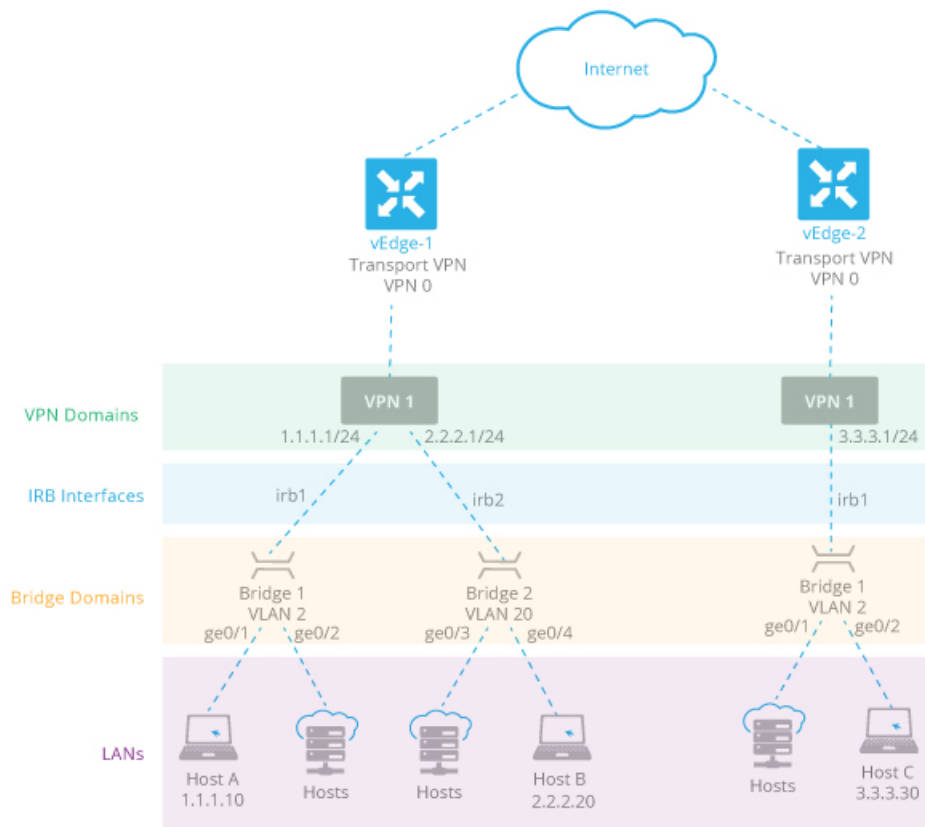 Internet
vEdge-1
Transport VPN
VPN 0
vEdge-2
Transport VPN
VPN 0
VPN Domains
VPN 1
VPN 1
1.1.1.1/24
2.2.2.1/24
3.3.3.1/24
IRB Interfaces
irb1
irb2
irb1
Bridge Domains
Bridge 1
VLAN 2
Bridge 2
VLAN 20
Bridge 1
VLAN 2
ge0/1
ge0/2
ge0/3
ge0/4
ge0/1
ge0/2
LANs
Host A
1.1.1.10
Hosts
Hosts
Host B
2.2.2.20
Hosts
Host C
3.3.3.30